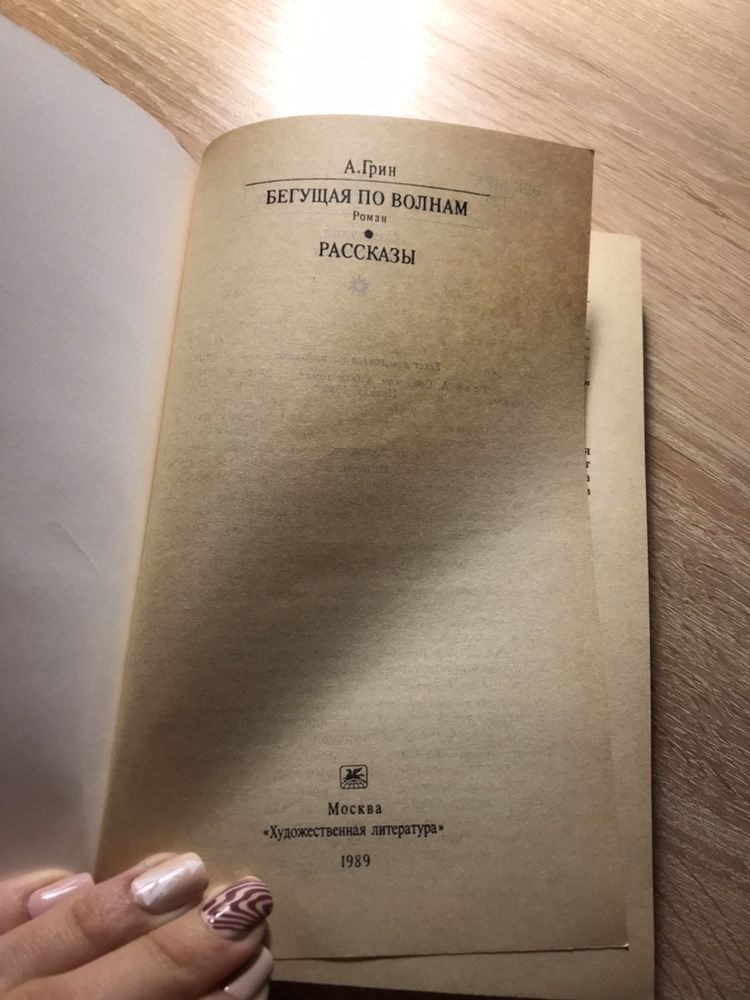 А.Грин
БЕГУЩАЯ ПО ВОЛНАМ
Роман
РАССКАЗЫ
Москва
«Художественная литература»
1989